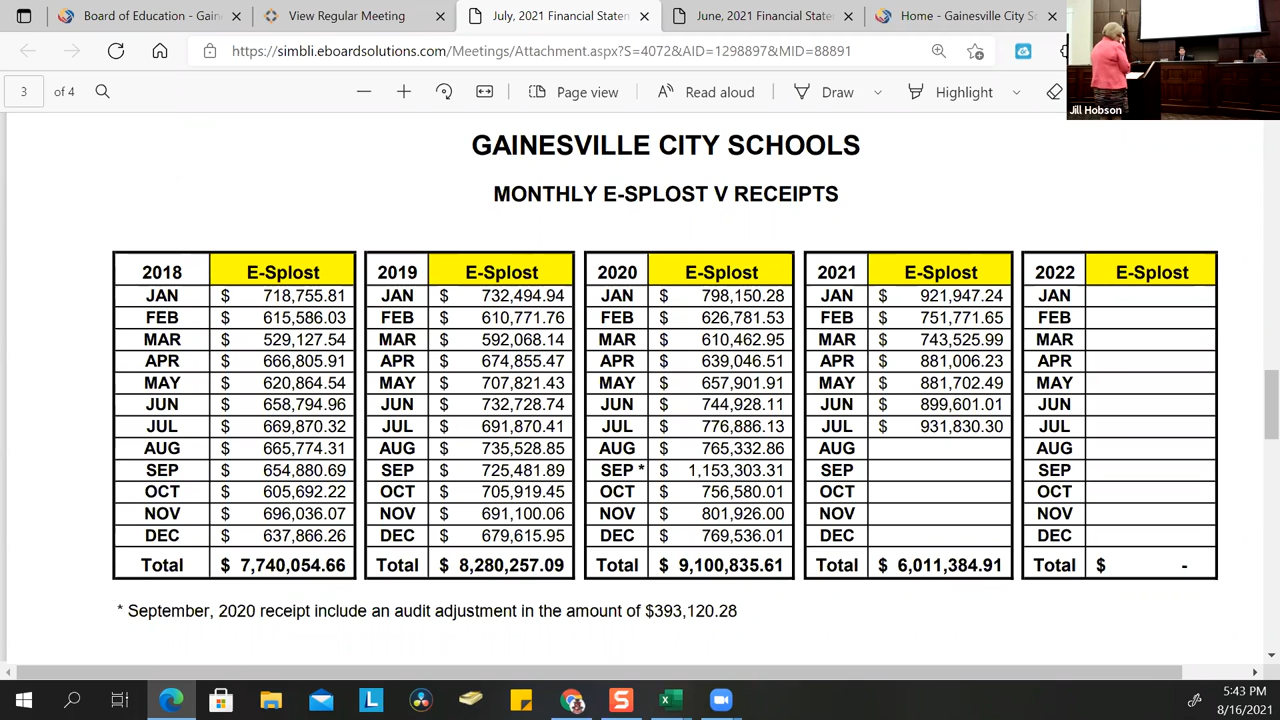 Board of Education - Gain
View Regular Meeting
July, 2021 Financial Staten
June, 2021 Financial State
Home - Gainesville City S
https://simbli.eboardsolutions.com/Meetings/Attachment.aspx?S=4072&AID=1298897&MID=88891
3 of 4 Page view Read aloud Draw Highlight
Jill Hobson
GAINESVILLE CITY SCHOOLS
MONTHLY E-SPLOST V RECEIPTS
2018 E-Splost 2019 E-Splost 2020 E-Splost 2021 E-Splost 2022 E-Splost
JAN $ 718,755.81 JAN $ 732,494.94 JAN $ 798,150.28 JAN $ 921,947.24 JAN
FEB $ 615,586.03 FEB $ 610,771.76 FEB $ 626,781.53 FEB $ 751,771.65 FEB
MAR $ 529,127.54 MAR $ 592,068.14 MAR $ 610,462.95 MAR $ 743,525.99 MAR
APR $ 666,805.91 APR $ 674,855.47 APR $ 639,046.51 APR $ 881,006.23 APR
MAY $ 620,864.54 MAY $ 707,821.43 MAY $ 657,901.91 MAY $ 881,702.49 MAY
JUN $ 658,794.96 JUN $ 732,728.74 JUN $ 744,928.11 JUN $ 899,601.01 JUN
JUL $ 669,870.32 JUL $ 691,870.41 JUL $ 776,886.13 JUL $ 931,830.30 JUL
AUG $ 665,774.31 AUG $ 735,528.85 AUG $ 765,332.86 AUG AUG
SEP $ 654,880.69 SEP $ 725,481.89 SEP * $ 1,153,303.31 SEP SEP
OCT $ 605,692.22 OCT $ 705,919.45 OCT $ 756,580.01 OCT OCT
NOV $ 696,036.07 NOV $ 691,100.06 NOV $ 801,926.00 NOV NOV
DEC $ 637,866.26 DEC $ 679,615.95 DEC $ 769,536.01 DEC DEC
Total $ 7,740,054.66 Total $ 8,280,257.09 Total $ 9,100,835.61 Total $ 6,011,384.91 Total $ -
* September, 2020 receipt include an audit adjustment in the amount of $393,120.28
5:43 PM
8/16/2021